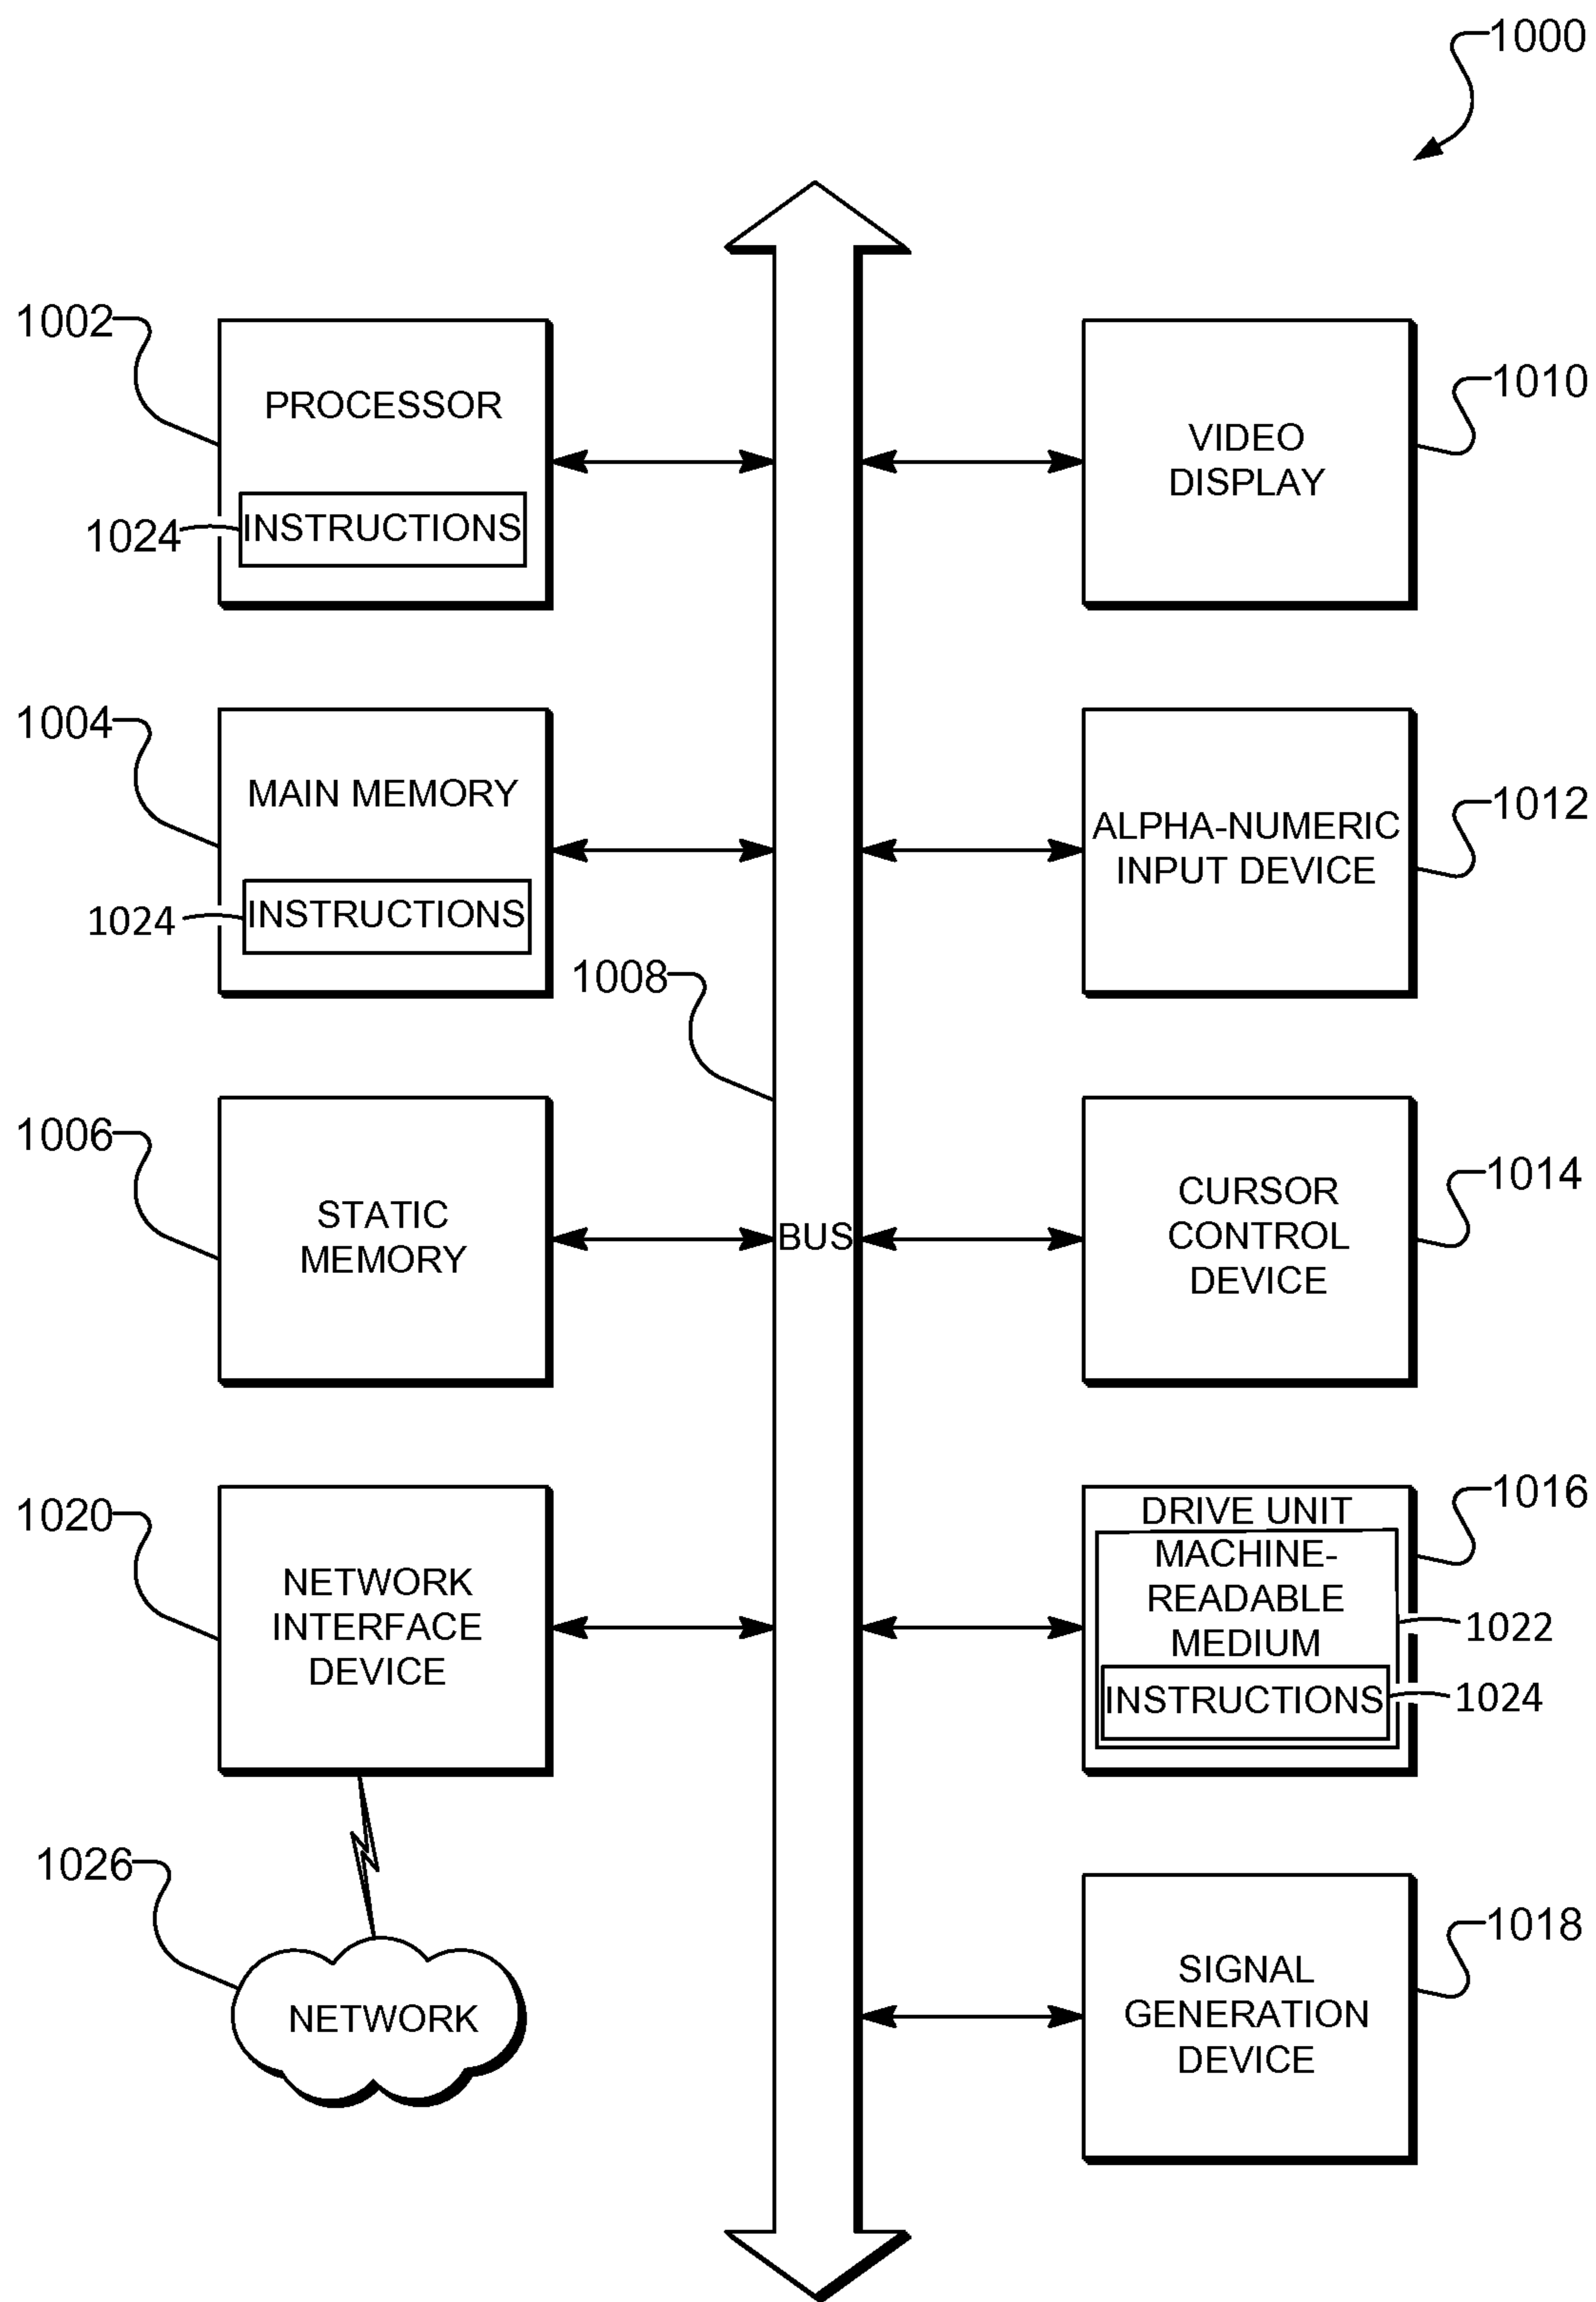 1000
1002
PROCESSOR
1024
INSTRUCTIONS
1010
VIDEO
DISPLAY
1004
MAIN MEMORY
1024
INSTRUCTIONS
1012
ALPHA-NUMERIC
INPUT DEVICE
1008
BUS
1006
STATIC
MEMORY
1014
CURSOR
CONTROL
DEVICE
1020
NETWORK
INTERFACE
DEVICE
1016
DRIVE UNIT
MACHINE-
READABLE
MEDIUM
1022
INSTRUCTIONS
1024
1026
NETWORK
1018
SIGNAL
GENERATION
DEVICE